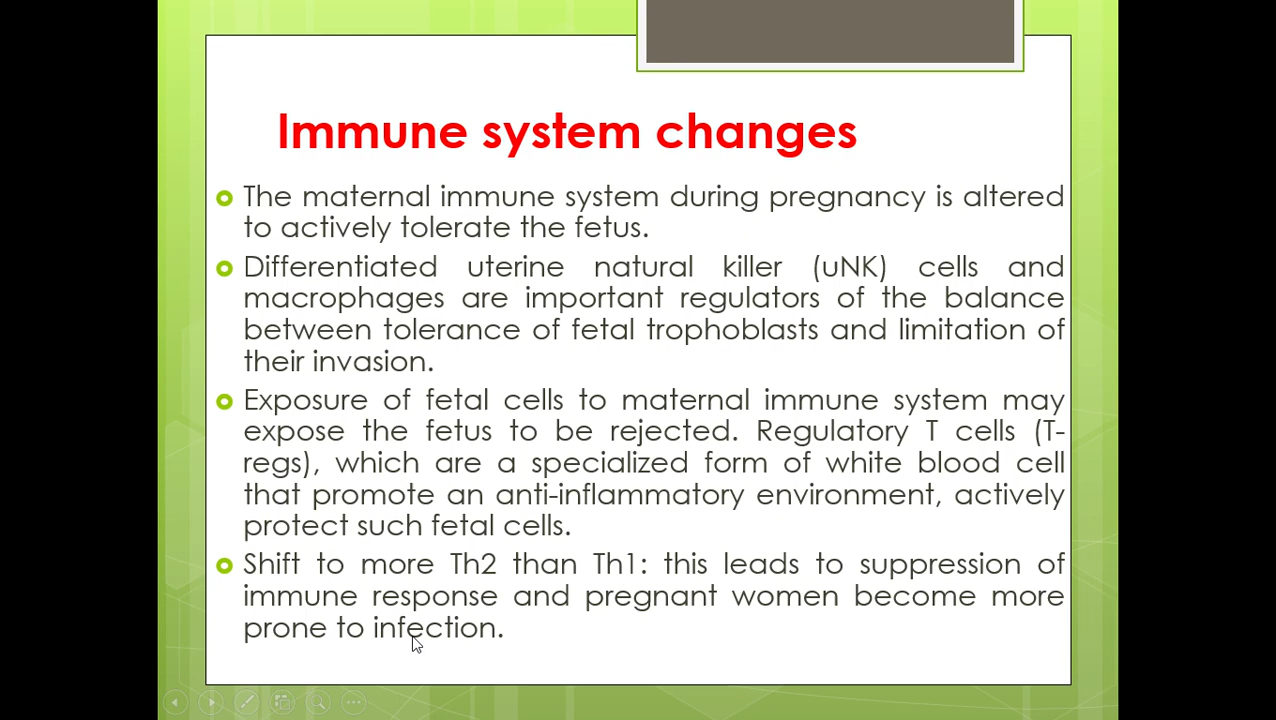 Immune system changes
The maternal immune system during pregnancy is altered
to actively tolerate the fetus.
Differentiated uterine natural killer (uNK) cells and
macrophages are important regulators of the balance
between tolerance of fetal trophoblasts and limitation of
their invasion.
Exposure of fetal cells to maternal immune system may
expose the fetus to be rejected. Regulatory T cells (T-
regs), which are a specialized form of white blood cell
that promote an anti-inflammatory environment, actively
protect such fetal cells.
Shift to more Th2 than Th1: this leads to suppression of
immune response and pregnant women become more
prone to infection.